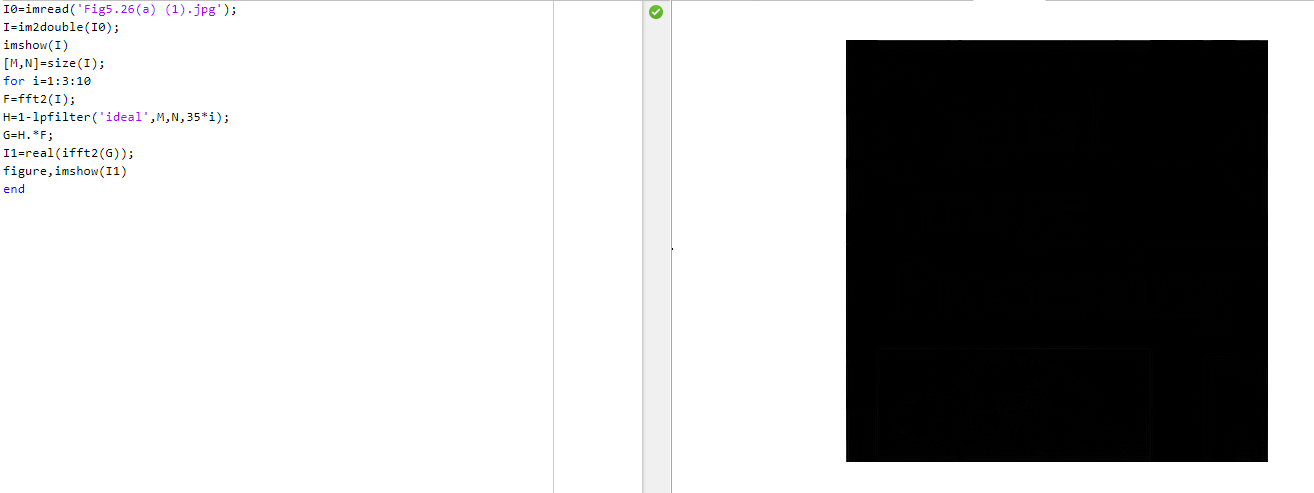 I0=imread('Fig5.26(a) (1).jpg');
I=im2double(I0);
imshow(I)
[M,N]=size(I);
for i=1:3:10
F=fft2(I);
H=1-lpfilter('ideal',M,N,35*i);
G=H.*F;
I1=real(ifft2(G));
figure,imshow(I1)
end